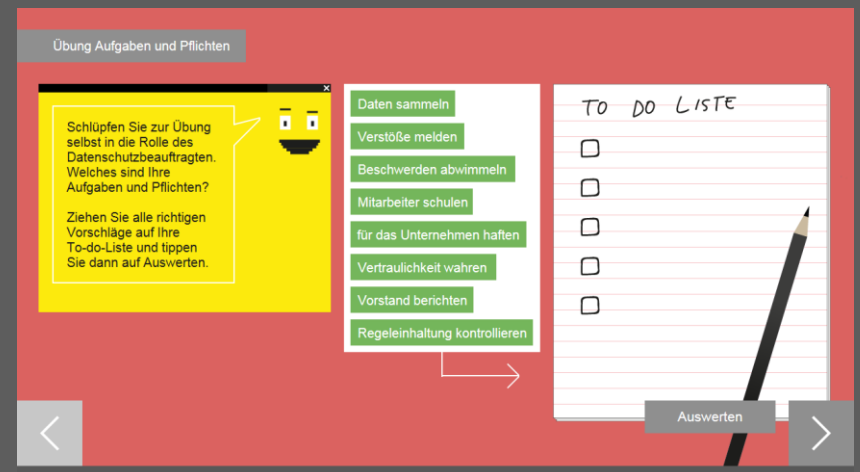 Übung Aufgaben und Pflichten
Schlüpfen Sie zur Übung
selbst in die Rolle des
Datenschutzbeauftragten.
Welches sind Ihre
Aufgaben und Pflichten?
Ziehen Sie alle richtigen
Vorschläge auf Ihre
To-do-Liste und tippen
Sie dann auf Auswerten.
Daten sammeln
Verstöße melden
Beschwerden abwimmeln
Mitarbeiter schulen
für das Unternehmen haften
Vertraulichkeit wahren
Vorstand berichten
Regeleinhaltung kontrollieren
TO DO LISTE
Auswerten